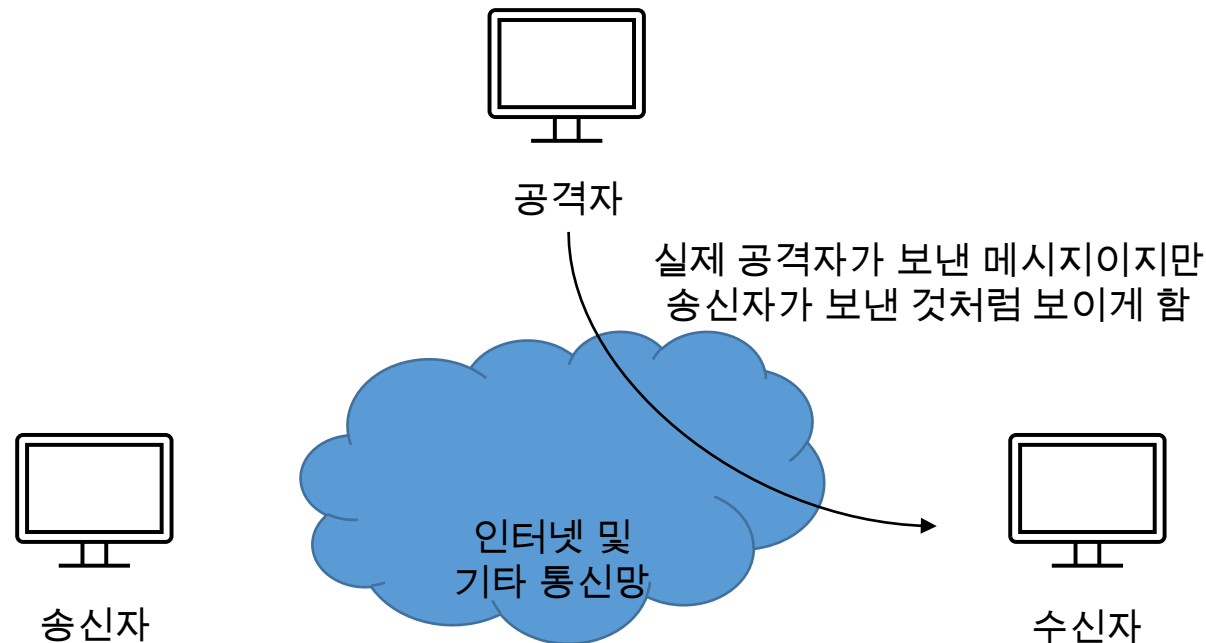 공격자
실제 공격자가 보낸 메시지이지만
송신자가 보낸 것처럼 보이게 함
인터넷 및
기타 통신망
송신자
수신자